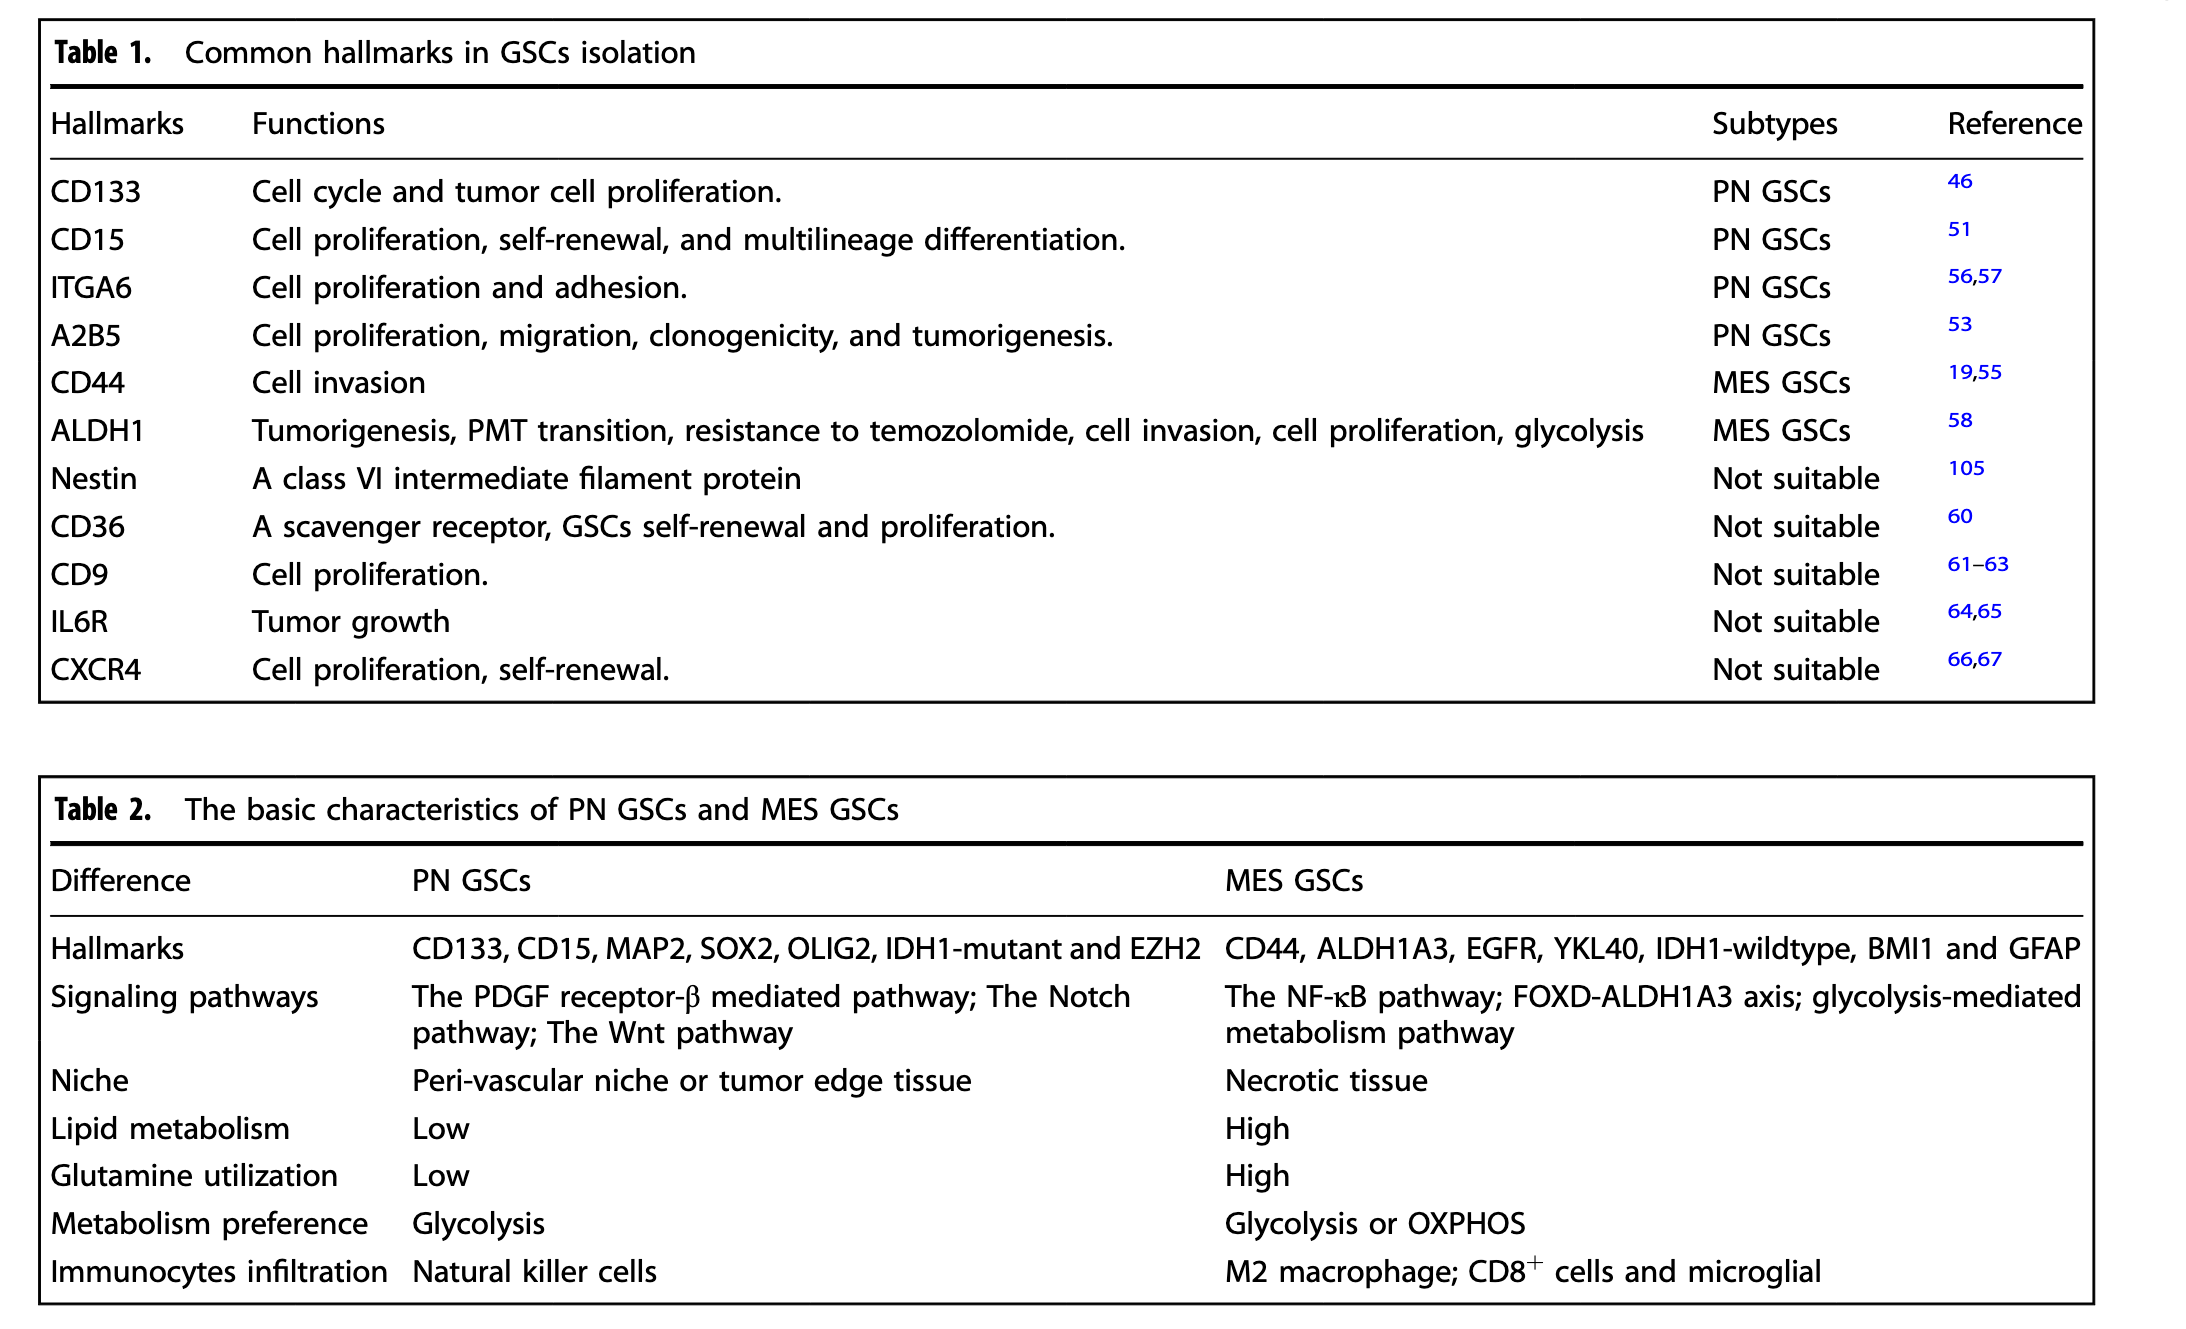 Table 1. Common hallmarks in GSCs isolation
Hallmarks Functions Subtypes Reference
CD133 Cell cycle and tumor cell proliferation. PN GSCs 46
CD15 Cell proliferation, self-renewal, and multilineage differentiation. PN GSCs 51
ITGA6 Cell proliferation and adhesion. PN GSCs 56,57
A2B5 Cell proliferation, migration, clonogenicity, and tumorigenesis. PN GSCs 53
CD44 Cell invasion MES GSCs 19,55
ALDH1 Tumorigenesis, PMT transition, resistance to temozolomide, cell invasion, cell proliferation, glycolysis MES GSCs 58
Nestin A class VI intermediate filament protein Not suitable 105
CD36 A scavenger receptor, GSCs self-renewal and proliferation. Not suitable 60
CD9 Cell proliferation. Not suitable 61–63
IL6R Tumor growth Not suitable 64,65
CXCR4 Cell proliferation, self-renewal. Not suitable 66,67
Table 2. The basic characteristics of PN GSCs and MES GSCs
Difference PN GSCs MES GSCs
Hallmarks CD133, CD15, MAP2, SOX2, OLIG2, IDH1-mutant and EZH2 CD44, ALDH1A3, EGFR, YKL40, IDH1-wildtype, BMI1 and GFAP
Signaling pathways The PDGF receptor-β mediated pathway; The Notch The NF-κB pathway; FOXD-ALDH1A3 axis; glycolysis-mediated
pathway; The Wnt pathway metabolism pathway
Niche Peri-vascular niche or tumor edge tissue Necrotic tissue
Lipid metabolism Low High
Glutamine utilization Low High
Metabolism preference Glycolysis Glycolysis or OXPHOS
Immunocytes infiltration Natural killer cells M2 macrophage; CD8+ cells and microglial